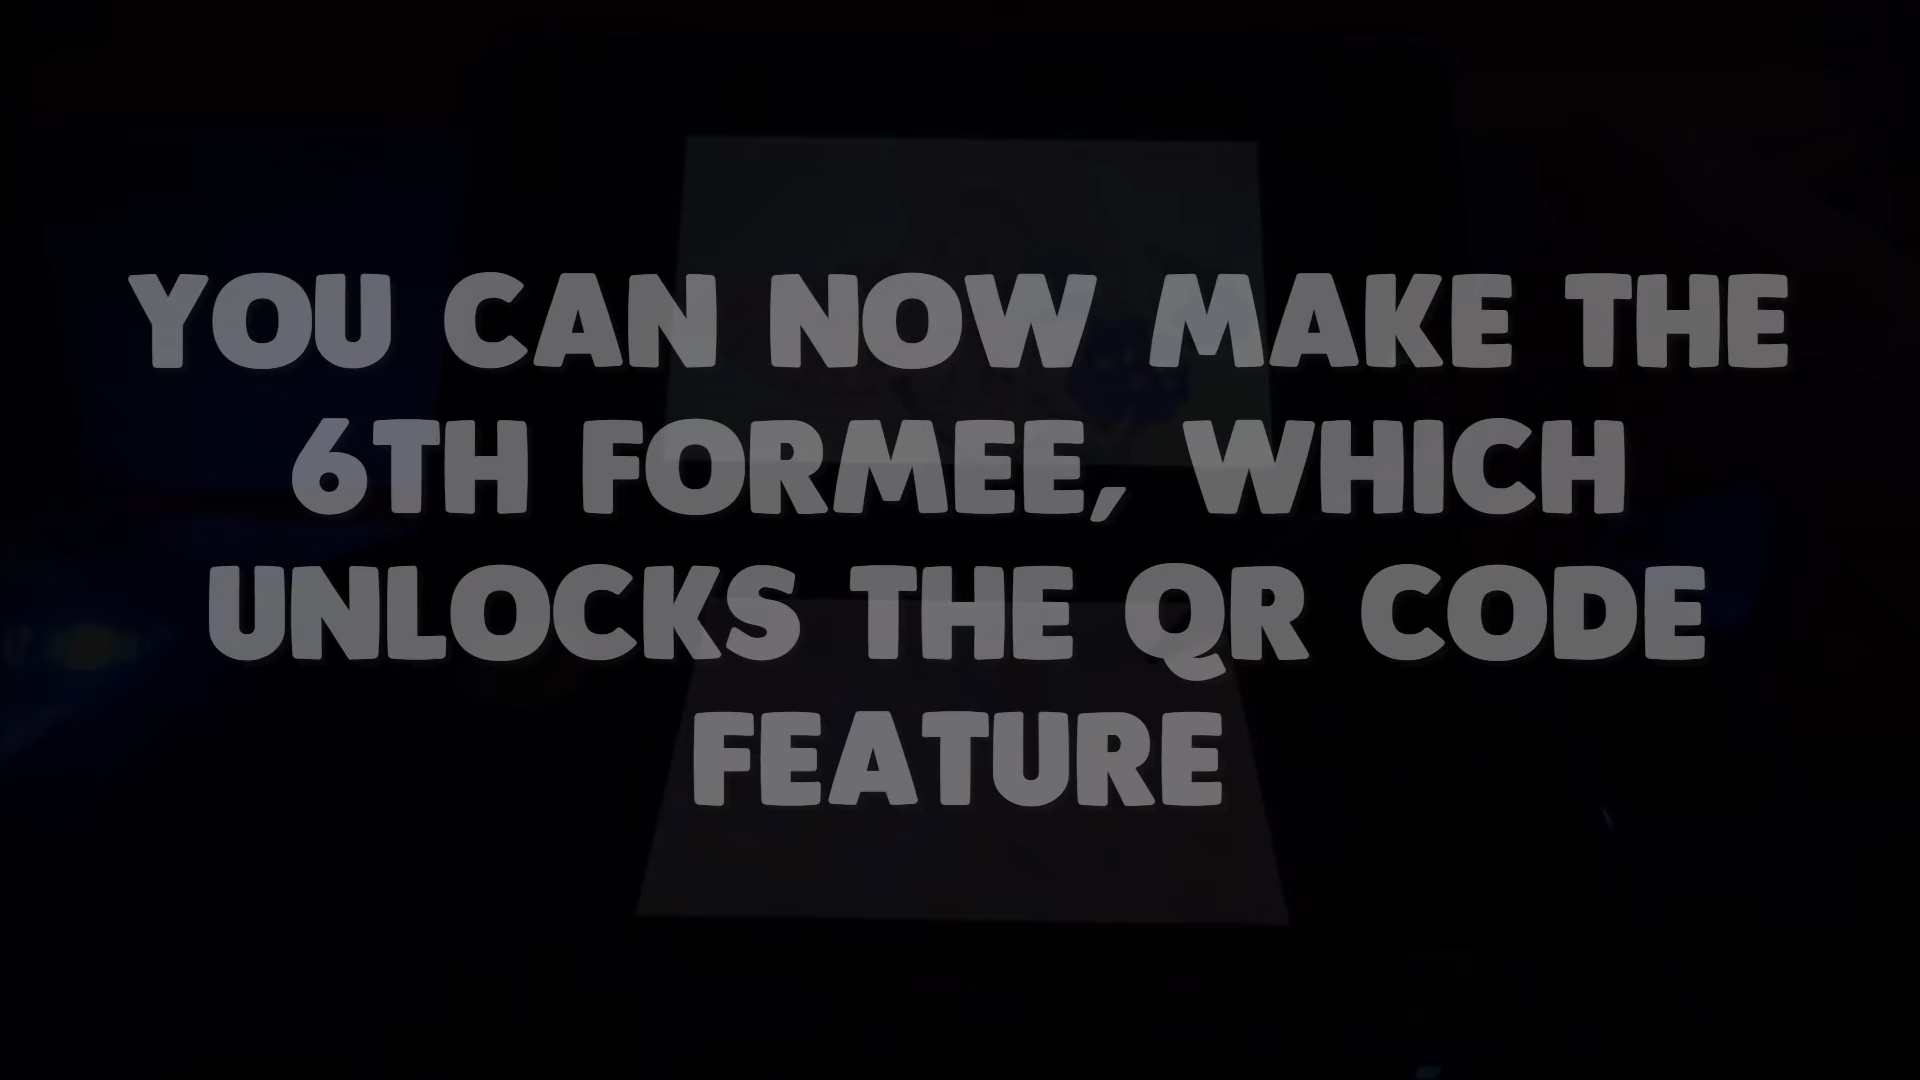 YOU CAN NOW MAKE THE
6TH FORMEE, WHICH
UNLOCKS THE QR CODE
FEATURE